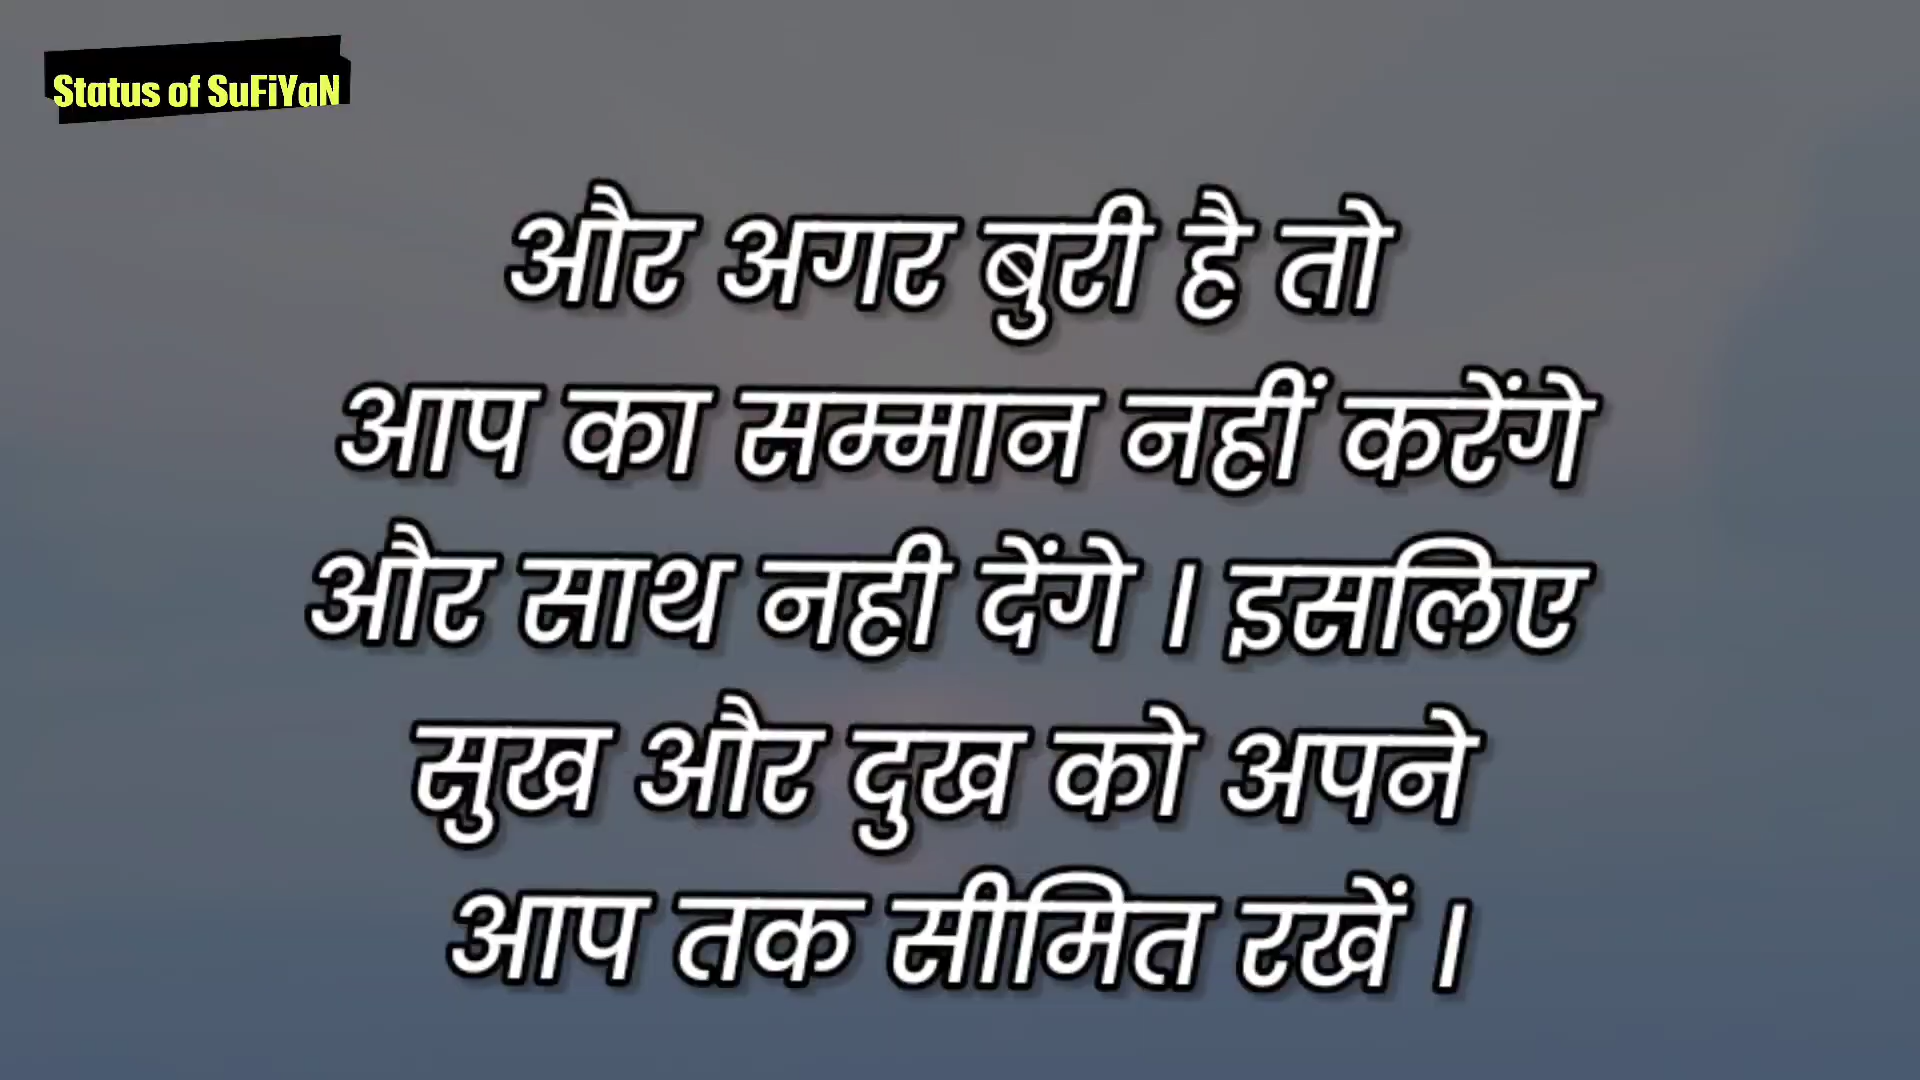 Status of SuFiYaN
और अगर बुरी है तो
आप का सम्मान नहीं करेंगे
और साथ नही देंगे । इसलिए
सुख और दुख को अपने
आप तक सीमित रखें ।